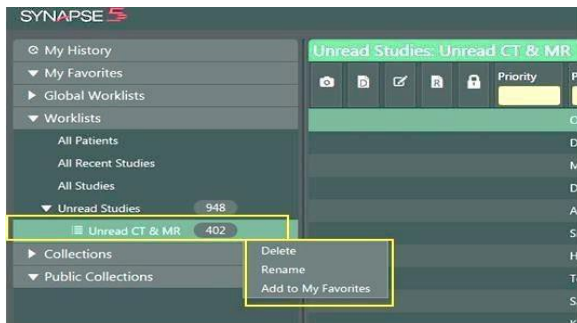 SYNAPSE 5
My History
My Favorites
Global Worklists
Worklists
All Patients
All Recent Studies
All Studies
Unread Studies 948
Unread CT & MR 402
Collections
Public Collections
Delete
Rename
Add to My Favorites
Unread Studies: Unread CT & MR
D R Priority P
C
D
M
D
A
S
H
T
S
K